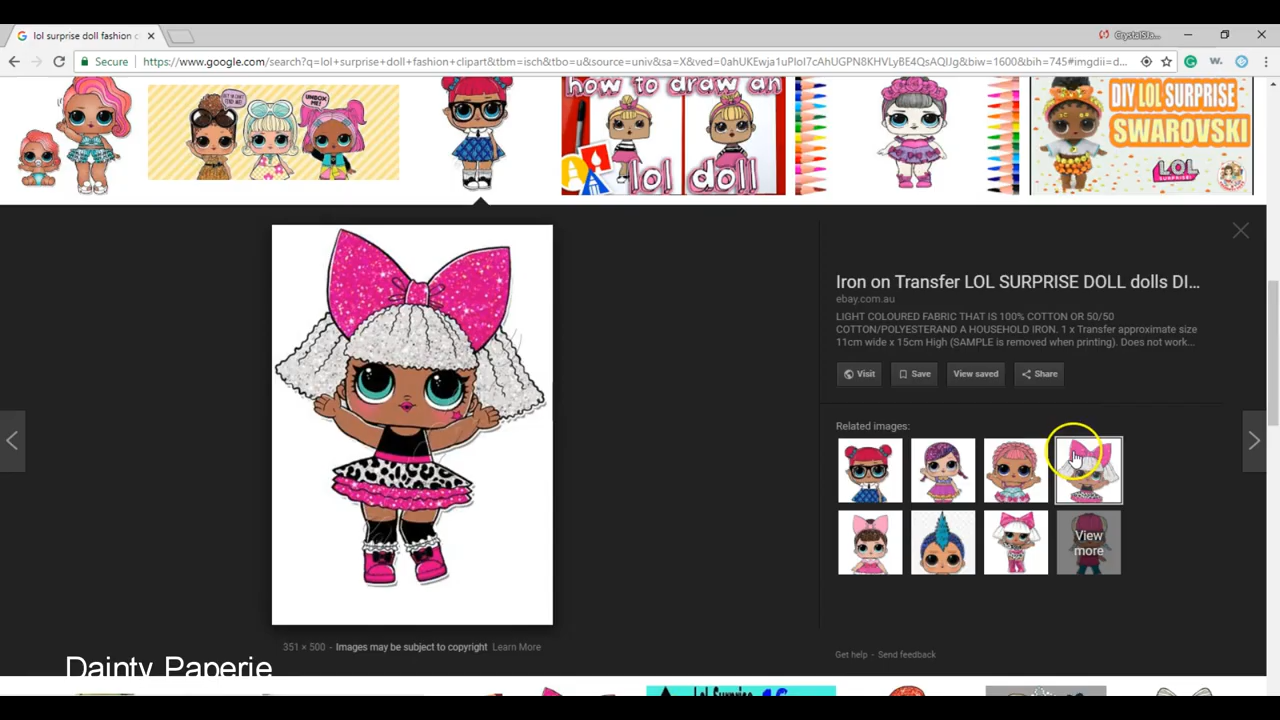 lol surprise doll fashion c
Secure
https://www.google.com/search?q=lol+surprise+doll+fashion+clipart&tbm=isch&tbo=u&source=univ&sa=X&ved=0ahUKEwja1uPloI7cAhUGPN8KHVLyBE4QsAQIJg&biw=1600&bih=745#imgdii=d...
UNBOX ME!
how to draw an
lol doll
DIY LOL SURPRISE
SWAROVSKI
L.O.L.
SURPRISE!
Iron on Transfer LOL SURPRISE DOLL dolls DI...
ebay.com.au
LIGHT COLOURED FABRIC THAT IS 100% COTTON OR 50/50
COTTON/POLYESTERAND A HOUSEHOLD IRON. 1 x Transfer approximate size
11cm wide x 15cm High (SAMPLE is removed when printing). Does not work...
Visit
Save
View saved
Share
Related images:
View
more
351 × 500 - Images may be subject to copyright Learn More
Get help - Send feedback
Dainty Paperie
Lol Surprise